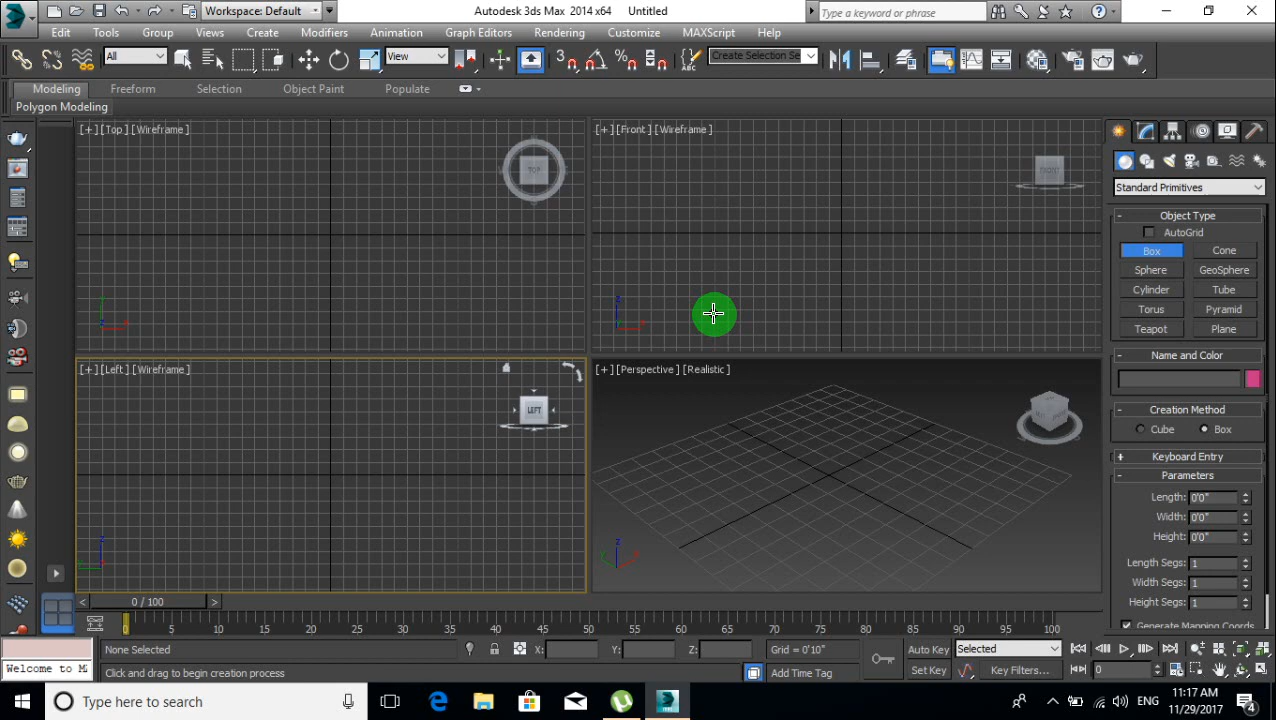 Workspace: Default
Autodesk 3ds Max 2014 x64 Untitled
Type a keyword or phrase
Edit Tools Group Views Create Modifiers Animation Graph Editors Rendering Customize MAXScript Help
All
View
3
Create Selection Se
Modeling Freeform Selection Object Paint Populate
Polygon Modeling
[+] [Top] [Wireframe]
TOP
[+] [Front] [Wireframe]
FRONT
[+] [Left] [Wireframe]
LEFT
[+] [Perspective] [Realistic]
Standard Primitives
- Object Type
AutoGrid
Box Cone
Sphere GeoSphere
Cylinder Tube
Torus Pyramid
Teapot Plane
- Name and Color
- Creation Method
Cube Box
+ Keyboard Entry
- Parameters
Length: 0'0"
Width: 0'0"
Height: 0'0"
Length Segs: 1
Width Segs: 1
Height Segs: 1
Generate Mapping Coords.
< 0 / 100 >
0 5 10 15 20 25 30 35 40 45 50 55 60 65 70 75 80 85 90 95 100
None Selected
X: Y: Z:
Grid = 0'10"
Auto Key Selected
Welcome to M
Click and drag to begin creation process
Add Time Tag
Set Key Key Filters...
0
Type here to search
ENG
11:17 AM
11/29/2017
4